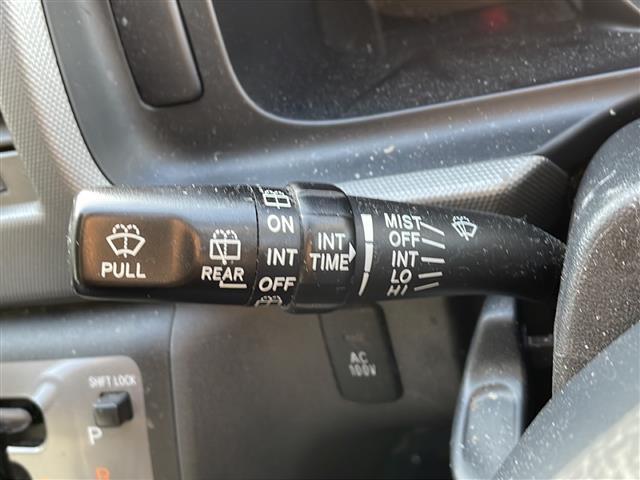 PULL
REAR
ON
INT
OFF
INT
TIME
MIST
OFF
INT
LO
HI
AC
100V
SHIFT LOCK
P
R